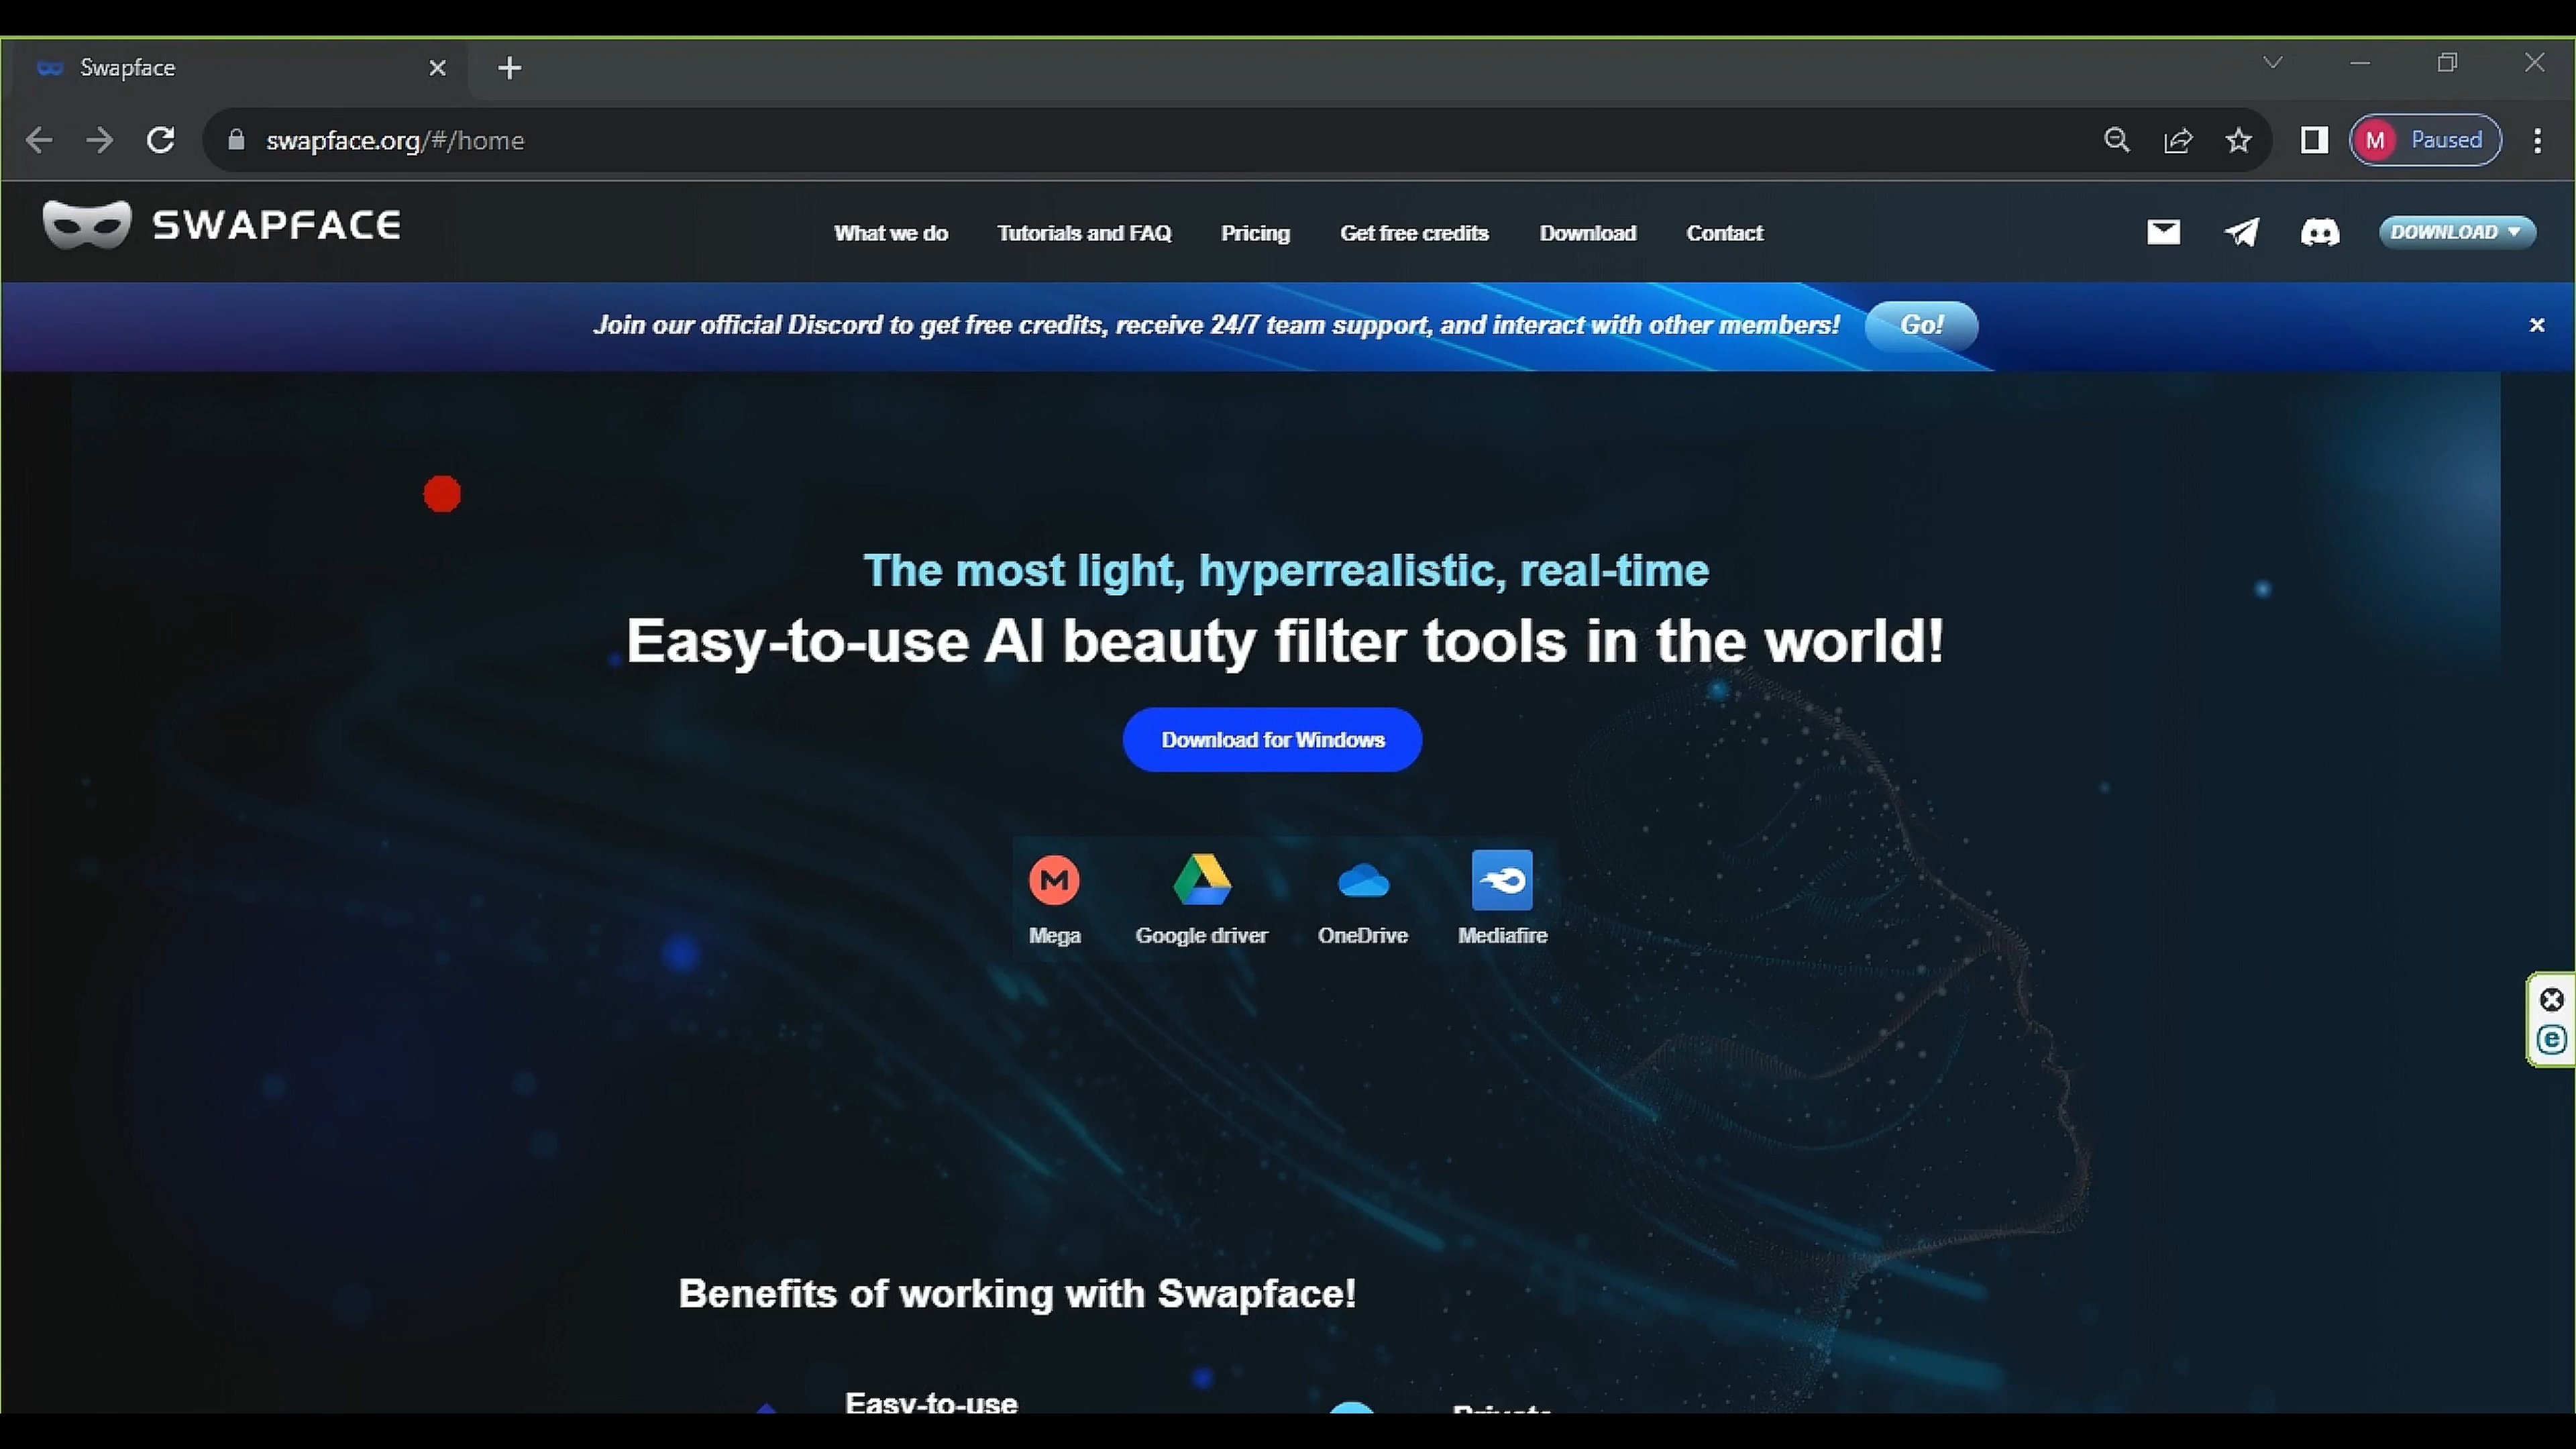 Swapface
swapface.org/#/home
M Paused
SWAPFACE
What we do Tutorials and FAQ Pricing Get free credits Download Contact
DOWNLOAD
Join our official Discord to get free credits, receive 24/7 team support, and interact with other members! Go!
The most light, hyperrealistic, real-time
Easy-to-use AI beauty filter tools in the world!
Download for Windows
Mega Google driver OneDrive Mediafire
Benefits of working with Swapface!
Easy-to-use Private